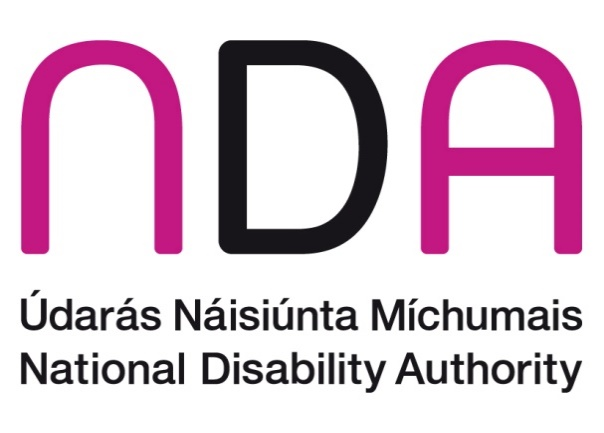 NDA
Údarás Náisiúnta Míchumais
National Disability Authority